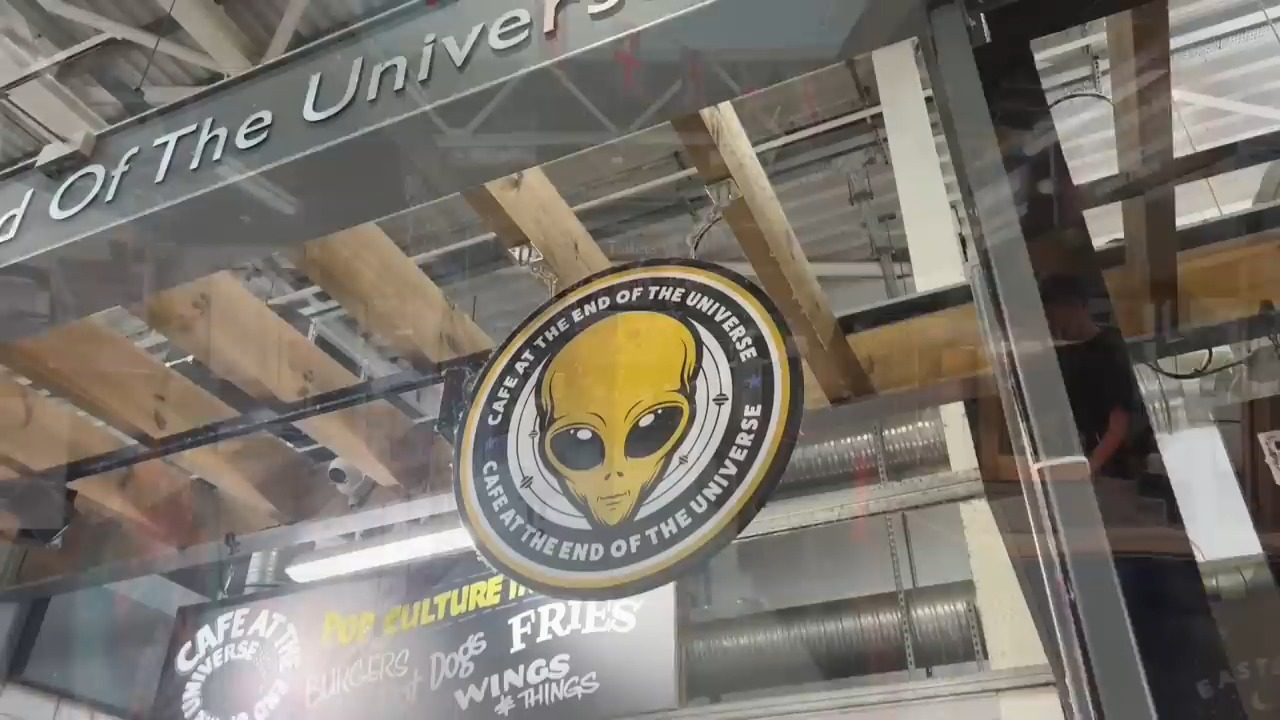 d Of The Univers
CAFE AT THE END OF THE UNIVERSE
CAFE AT THE END OF THE UNIVERSE
POP CULTURE
CAFE AT THE
UNIVERSE
BURGERS
Dogs
FRIES
WINGS
& THINGS